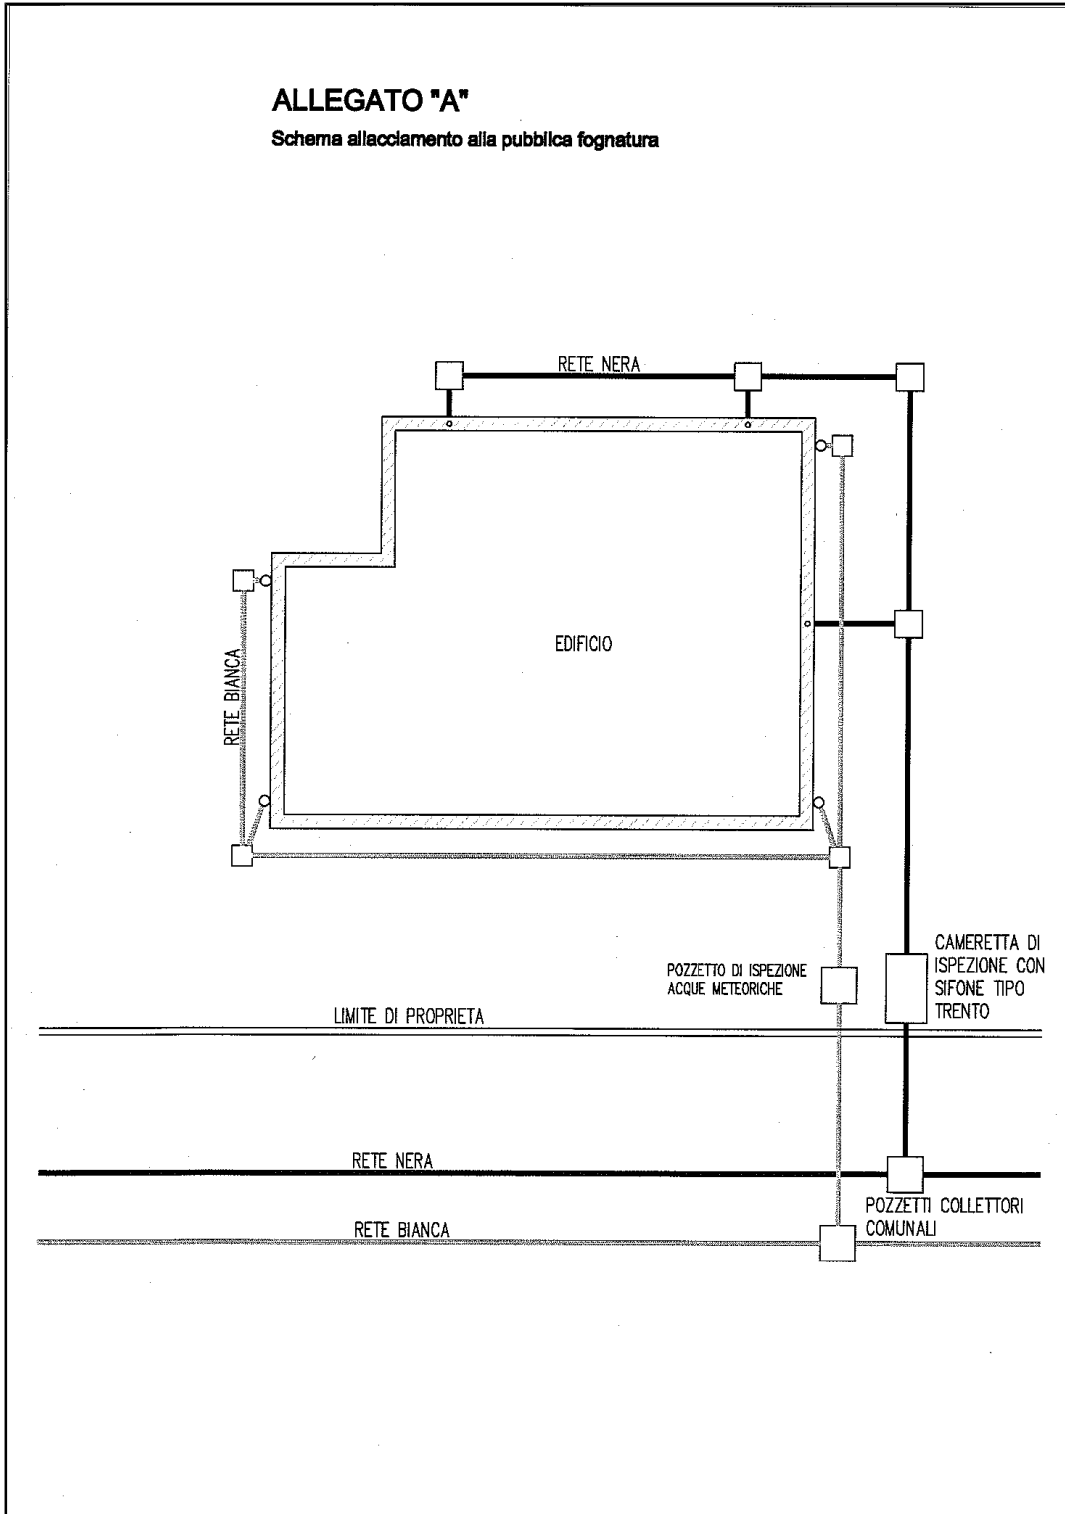 ALLEGATO "A"
Schema allacciamento alla pubblica fognatura
RETE NERA
EDIFICIO
RETE BIANCA
POZZETTO DI ISPEZIONE
ACQUE METEORICHE
CAMERETTA DI
ISPEZIONE CON
SIFONE TIPO
TRENTO
LIMITE DI PROPRIETA
RETE NERA
POZZETTI COLLETTORI
COMUNALI
RETE BIANCA